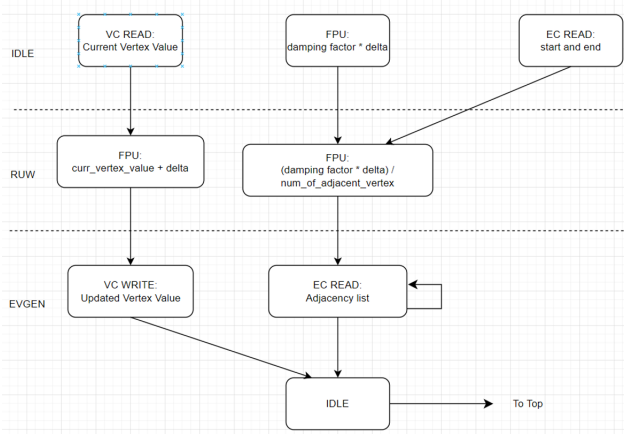 IDLE
VC READ:
Current Vertex Value
FPU:
damping factor * delta
EC READ:
start and end
RUW
FPU:
curr_vertex_value + delta
FPU:
(damping factor * delta) /
num_of_adjacent_vertex
EVGEN
VC WRITE:
Updated Vertex Value
EC READ:
Adjacency list
IDLE
To Top